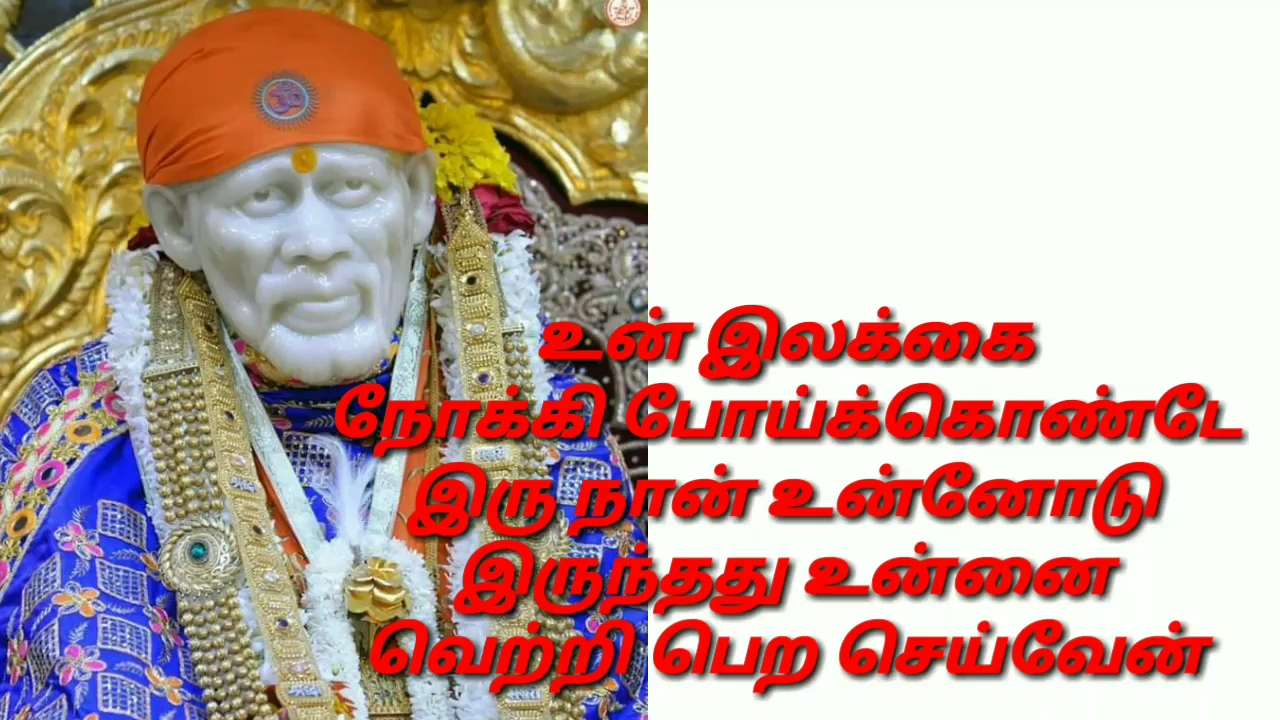 உன் இலக்கை
நோக்கி போய்க்கொண்டே
இரு நான் உன்னோடு
இருந்தது உன்னை
வெற்றி பெற செய்வேன்